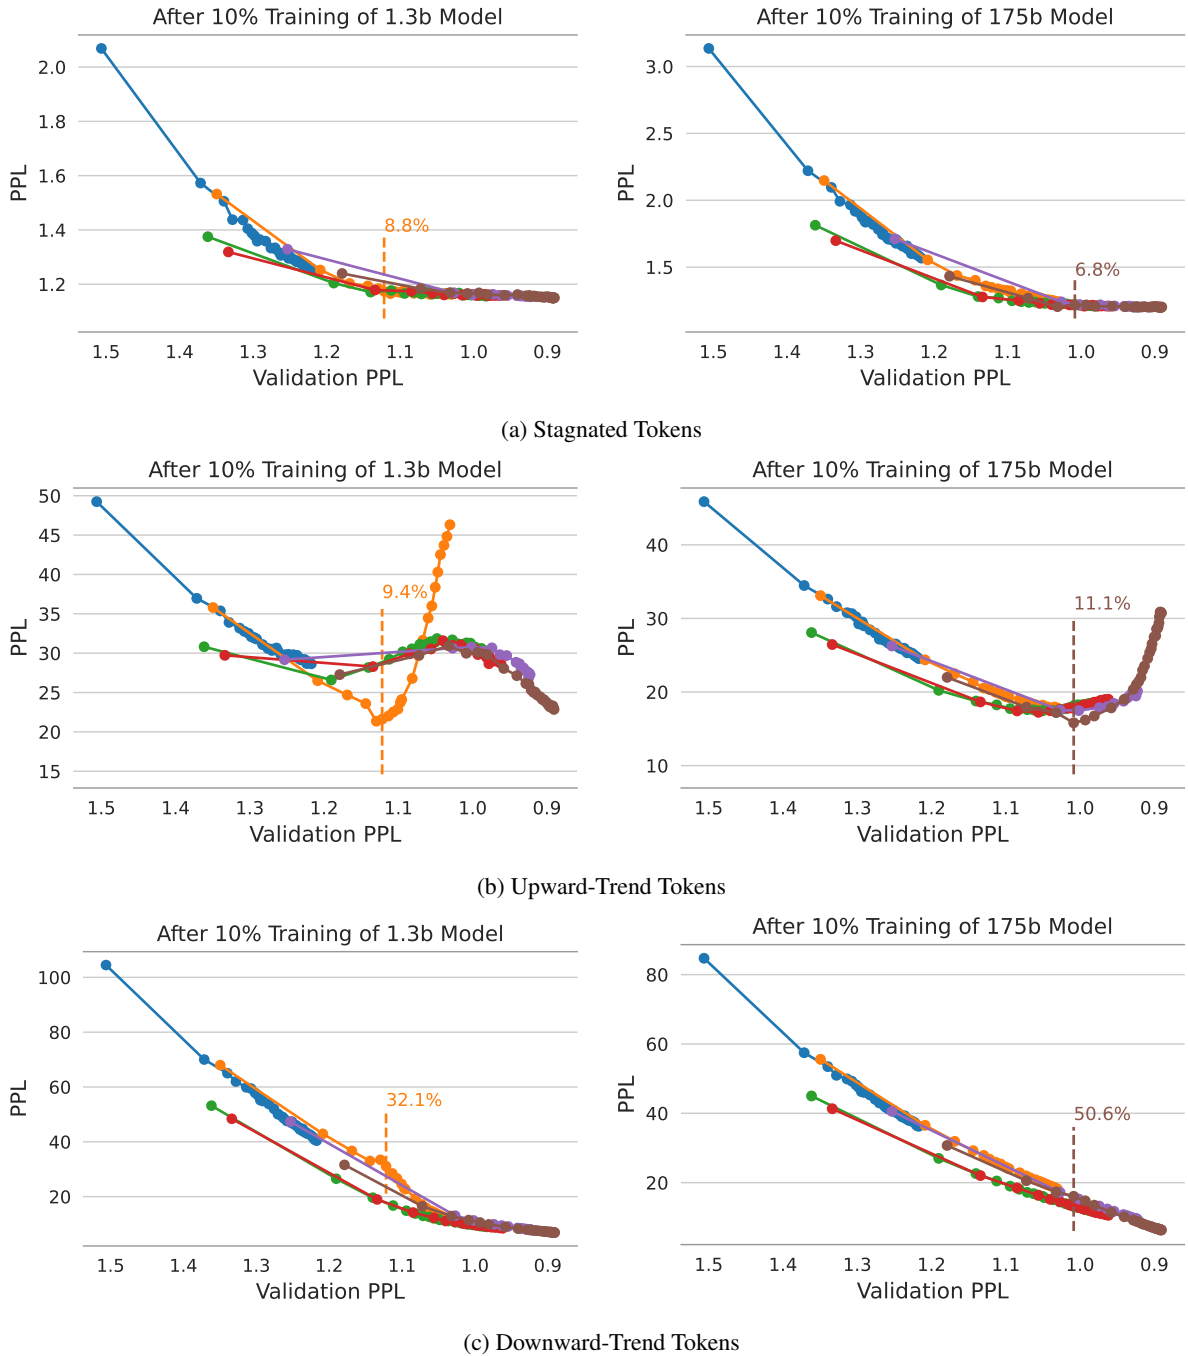 After 10% Training of 1.3b Model
After 10% Training of 175b Model
2.0
1.8
1.6
1.4
1.2
PPL
8.8%
1.5 1.4 1.3 1.2 1.1 1.0 0.9
Validation PPL
3.0
2.5
2.0
1.5
PPL
6.8%
1.5 1.4 1.3 1.2 1.1 1.0 0.9
Validation PPL
(a) Stagnated Tokens
After 10% Training of 1.3b Model
After 10% Training of 175b Model
50
45
40
35
30
25
20
15
PPL
9.4%
1.5 1.4 1.3 1.2 1.1 1.0 0.9
Validation PPL
40
30
20
10
PPL
11.1%
1.5 1.4 1.3 1.2 1.1 1.0 0.9
Validation PPL
(b) Upward-Trend Tokens
After 10% Training of 1.3b Model
After 10% Training of 175b Model
100
80
60
40
20
PPL
32.1%
1.5 1.4 1.3 1.2 1.1 1.0 0.9
Validation PPL
80
60
40
20
PPL
50.6%
1.5 1.4 1.3 1.2 1.1 1.0 0.9
Validation PPL
(c) Downward-Trend Tokens